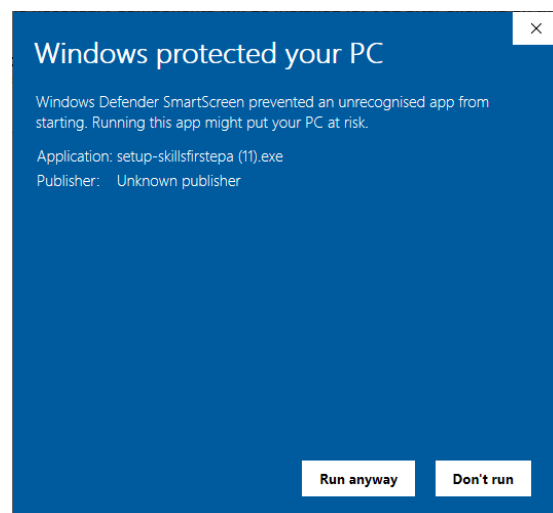 Windows protected your PC
Windows Defender SmartScreen prevented an unrecognised app from
starting. Running this app might put your PC at risk.
Application: setup-skillsfirstepa (11).exe
Publisher: Unknown publisher
Run anyway Don't run